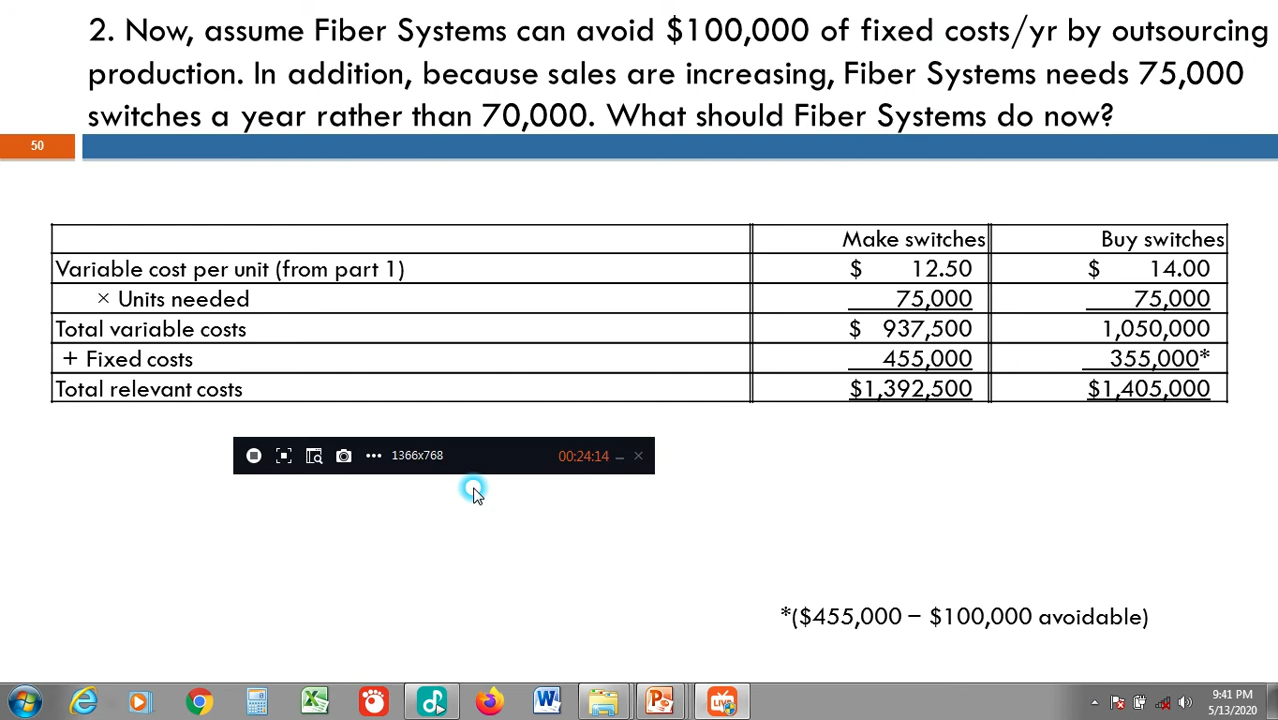 2. Now, assume Fiber Systems can avoid $100,000 of fixed costs/yr by outsourcing
production. In addition, because sales are increasing, Fiber Systems needs 75,000
switches a year rather than 70,000. What should Fiber Systems do now?
50
Make switches Buy switches
Variable cost per unit (from part 1) $ 12.50 $ 14.00
× Units needed 75,000 75,000
Total variable costs $ 937,500 1,050,000
+ Fixed costs 455,000 355,000*
Total relevant costs $1,392,500 $1,405,000
1366x768 00:24:14
*($455,000 – $100,000 avoidable)
LIVE
9:41 PM
5/13/2020